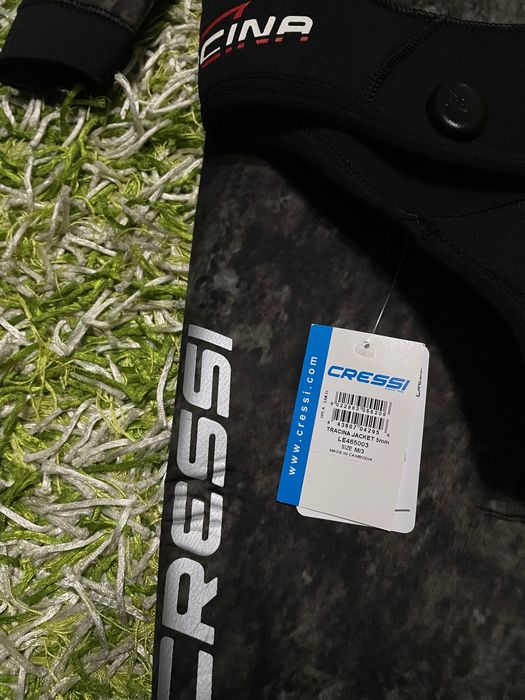 CINA
CRESSI
www.cressi.com
CRESSI
TRACINA JACKET 5mm
LE465003
SIZE M/3
MADE IN CAMBODIA